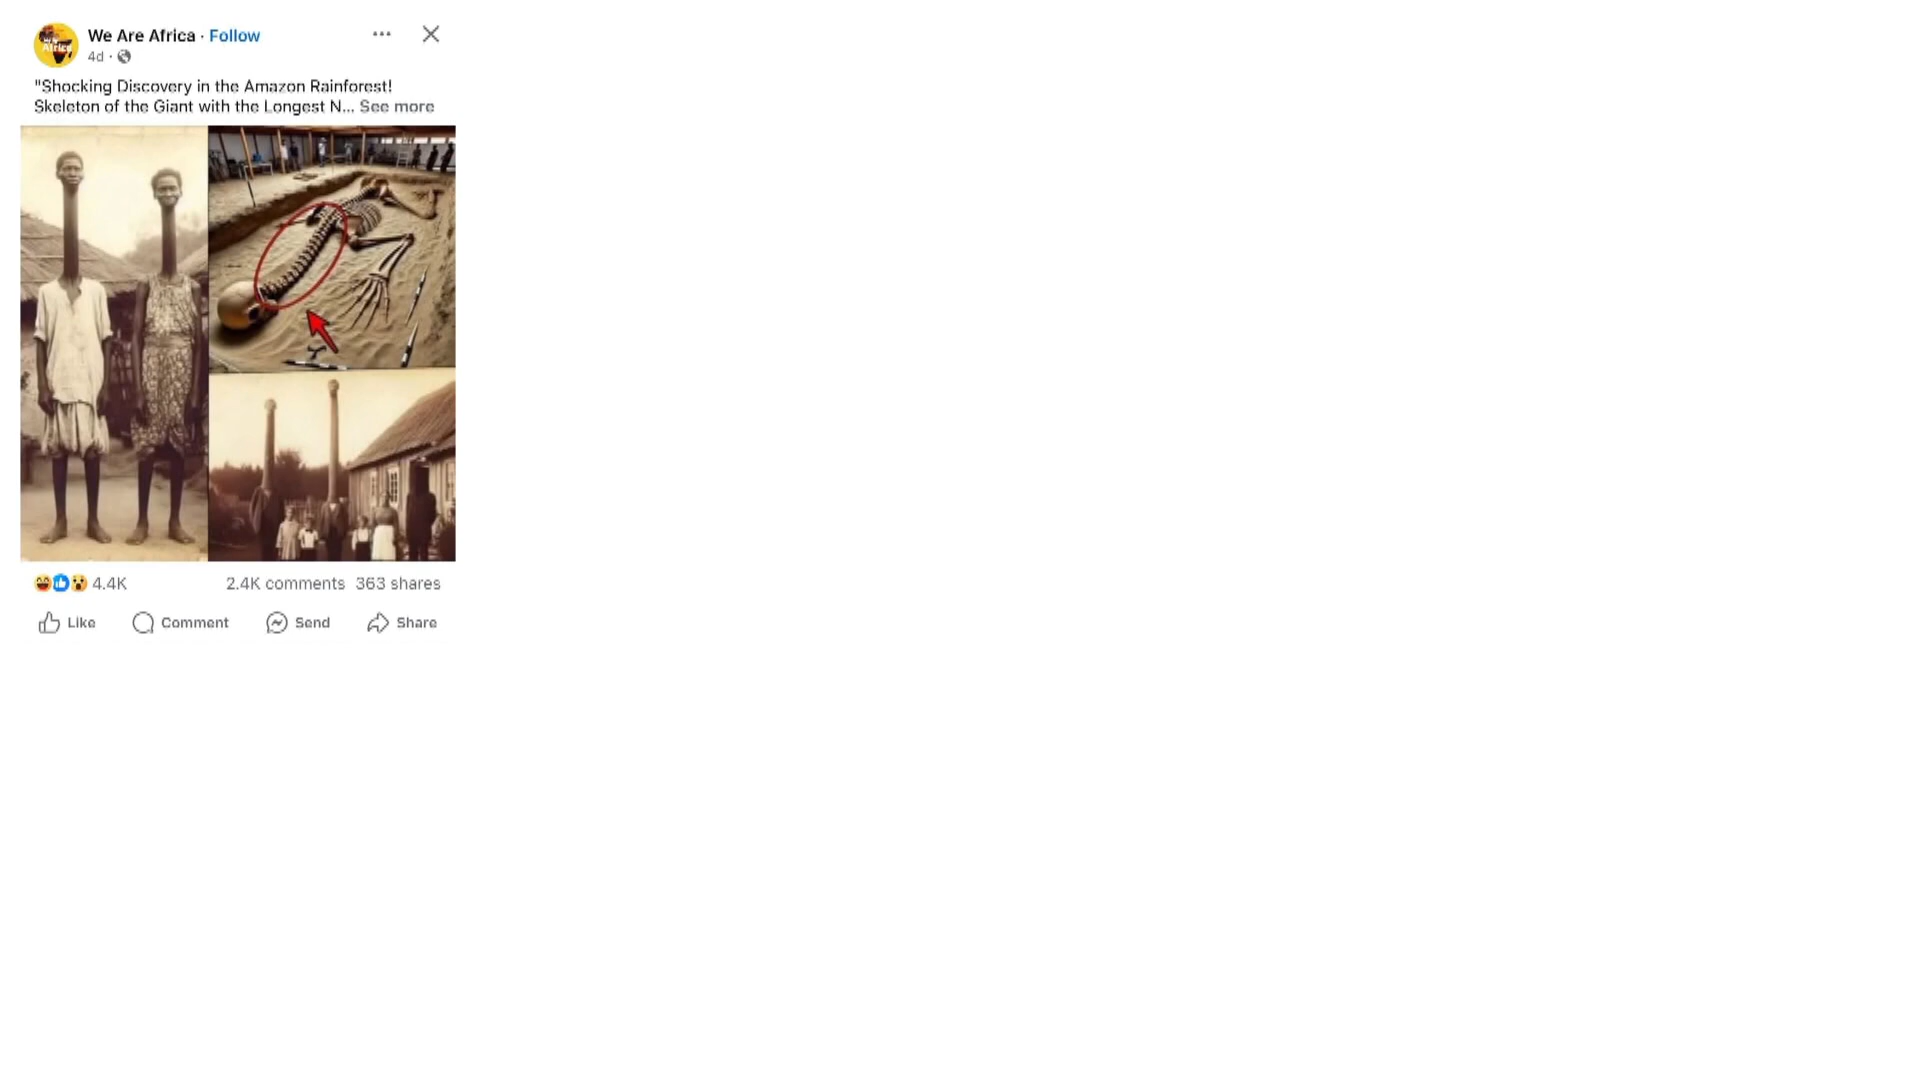 We Are Africa · Follow
4d ·
"Shocking Discovery in the Amazon Rainforest!
Skeleton of the Giant with the Longest N... See more
4.4K 2.4K comments 363 shares
Like Comment Send Share